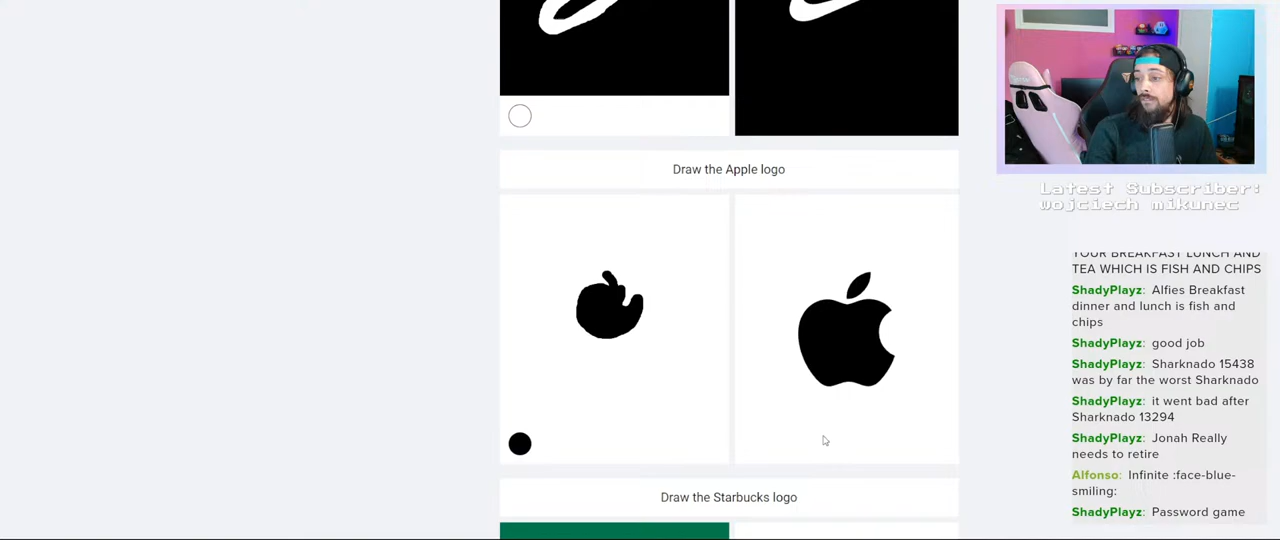 Draw the Apple logo
Draw the Starbucks logo
Latest Subscriber:
wojciech mikunec
YOUR BREAKFAST LUNCH AND
TEA WHICH IS FISH AND CHIPS
ShadyPlayz: Alfies Breakfast
dinner and lunch is fish and
chips
ShadyPlayz: good job
ShadyPlayz: Sharknado 15438
was by far the worst Sharknado
ShadyPlayz: it went bad after
Sharknado 13294
ShadyPlayz: Jonah Really
needs to retire
Alfonso: Infinite :face-blue-
smiling:
ShadyPlayz: Password game